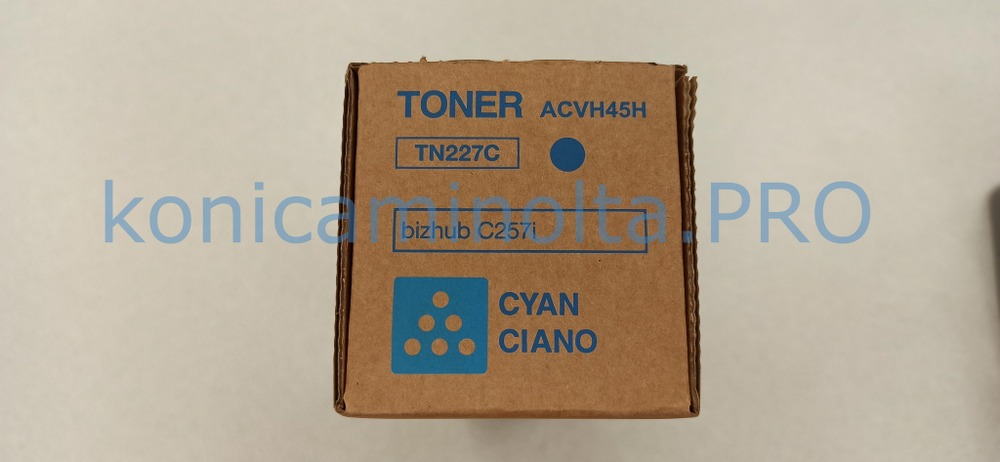 TONER ACVH45H
TN227C
konicaminolta.PRO
bizhub C257i
CYAN
CIANO